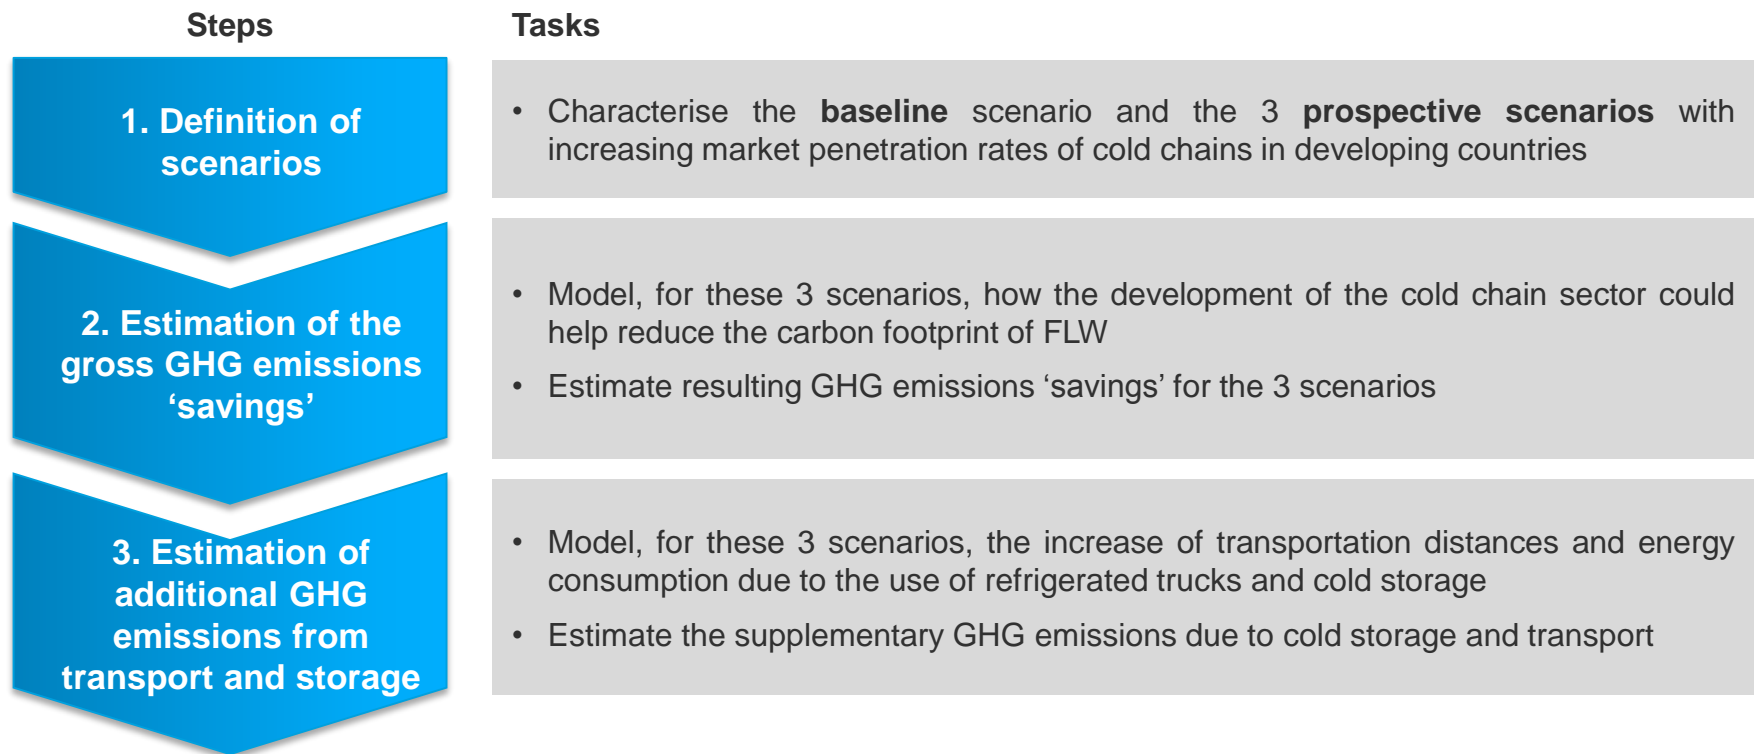 Steps
Tasks
1. Definition of
scenarios
• Characterise the baseline scenario and the 3 prospective scenarios with
increasing market penetration rates of cold chains in developing countries
2. Estimation of the
gross GHG emissions
‘savings’
• Model, for these 3 scenarios, how the development of the cold chain sector could
help reduce the carbon footprint of FLW
• Estimate resulting GHG emissions ‘savings’ for the 3 scenarios
3. Estimation of
additional GHG
emissions from
transport and storage
• Model, for these 3 scenarios, the increase of transportation distances and energy
consumption due to the use of refrigerated trucks and cold storage
• Estimate the supplementary GHG emissions due to cold storage and transport